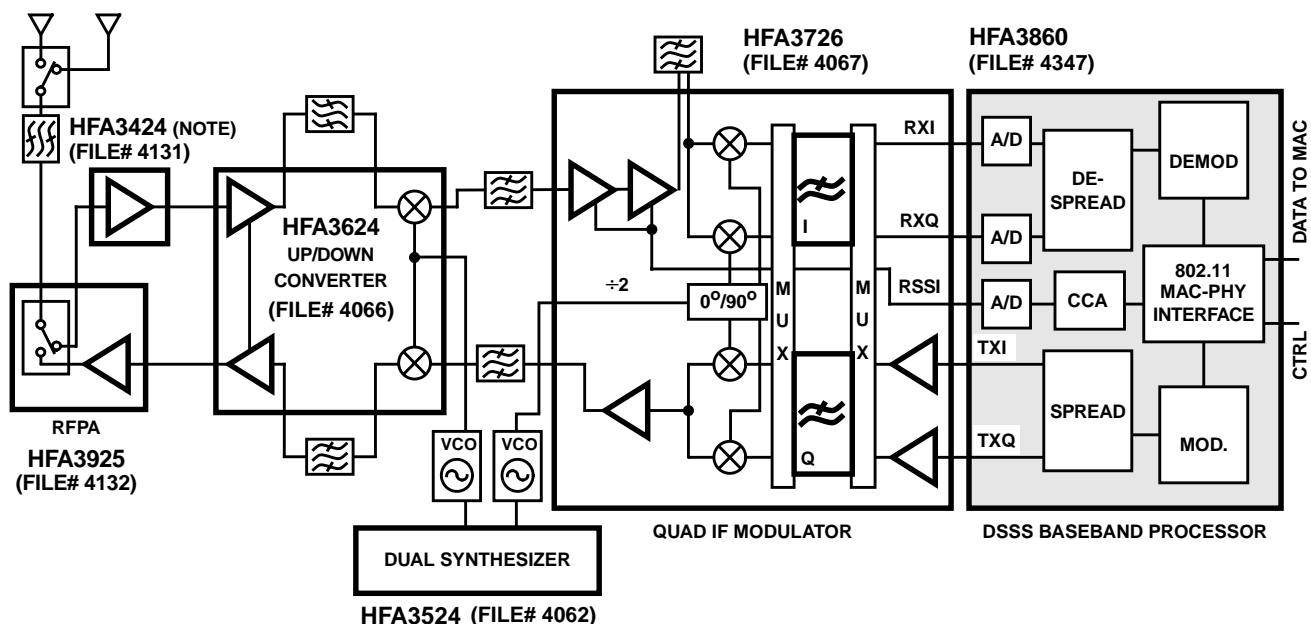 HFA3424 (NOTE)
(FILE# 4131)
HFA3624
UP/DOWN
CONVERTER
(FILE# 4066)
RFPA
HFA3925
(FILE# 4132)
VCO
VCO
DUAL SYNTHESIZER
HFA3524 (FILE# 4062)
HFA3726
(FILE# 4067)
÷2
0°/90°
I
Q
MUX
MUX
RXI
RXQ
RSSI
TXI
TXQ
QUAD IF MODULATOR
HFA3860
(FILE# 4347)
A/D
A/D
A/D
DE-
SPREAD
DEMOD
CCA
802.11
MAC-PHY
INTERFACE
SPREAD
MOD.
DSSS BASEBAND PROCESSOR
DATA TO MAC
CTRL